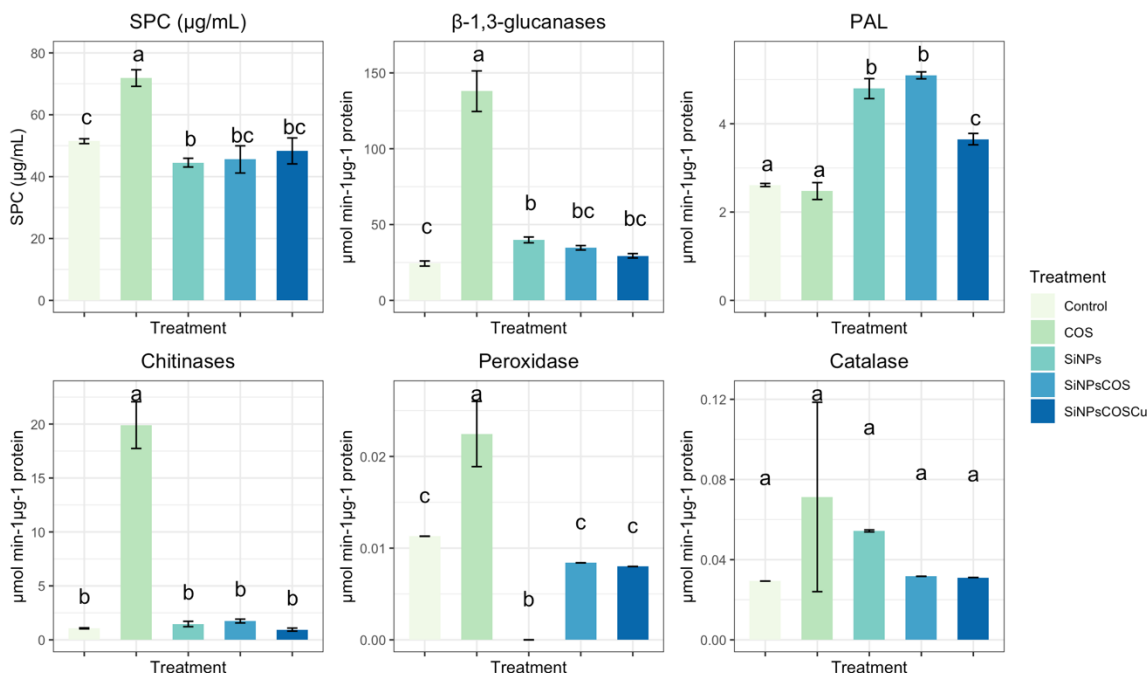 SPC (µg/mL)
β-1,3-glucanases
PAL
SPC (µg/mL)
80
60
40
20
0
c
a
b
bc
bc
Treatment
µmol min-1µg-1 protein
150
100
50
0
c
a
b
bc
bc
Treatment
µmol min-1µg-1 protein
4
2
0
a
a
b
b
c
Treatment
Chitinases
Peroxidase
Catalase
µmol min-1µg-1 protein
20
15
10
5
0
b
a
b
b
b
Treatment
µmol min-1µg-1 protein
0.02
0.01
0.00
c
a
b
c
c
Treatment
µmol min-1µg-1 protein
0.12
0.08
0.04
0.00
a
a
a
a
a
Treatment
Treatment
Control
COS
SiNPs
SiNPsCOS
SiNPsCOSCu